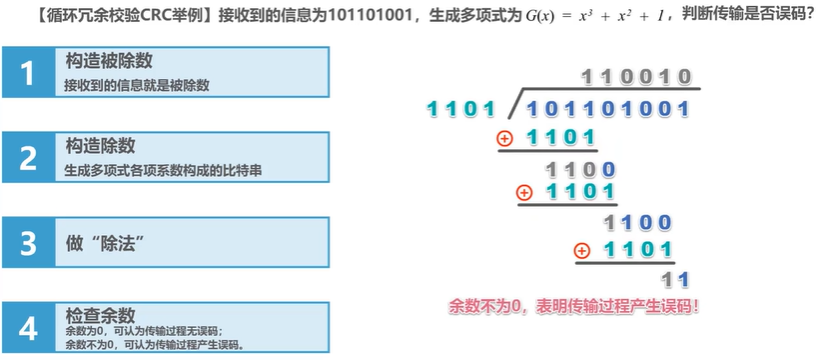 【循环冗余校验CRC举例】接收到的信息为101101001，生成多项式为 G(x) = x³ + x² + 1，判断传输是否误码？
1
构造被除数
接收到的信息就是被除数
2
构造除数
生成多项式各项系数构成的比特串
3
做“除法”
4
检查余数
余数为0，可认为传输过程无误码；
余数不为0，可认为传输过程产生误码。
110010
1101 101101001
1101
1100
1101
1100
1101
11
余数不为0，表明传输过程产生误码！